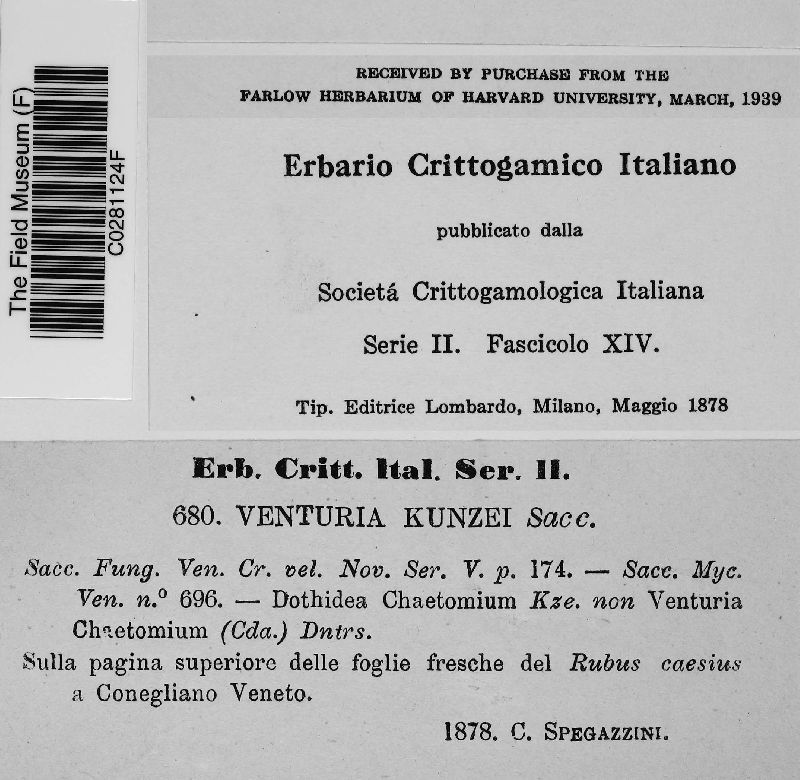 The Field Museum (F)
C0281124F
RECEIVED BY PURCHASE FROM THE
FARLOW HERBARIUM OF HARVARD UNIVERSITY, MARCH, 1939
Erbario Crittogamico Italiano
pubblicato dalla
Societá Crittogamologica Italiana
Serie II. Fascicolo XIV.
Tip. Editrice Lombardo, Milano, Maggio 1878
Erb. Critt. Ital. Ser. II.
680. VENTURIA KUNZEI Sacc.
Sacc. Fung. Ven. Cr. vel. Nov. Ser. V. p. 174. — Sacc. Myc.
Ven. n.º 696. — Dothidea Chaetomium Kze. non Venturia
Chaetomium (Cda.) Dntrs.
Sulla pagina superiore delle foglie fresche del Rubus caesius
a Conegliano Veneto.
1878. C. SPEGAZZINI.